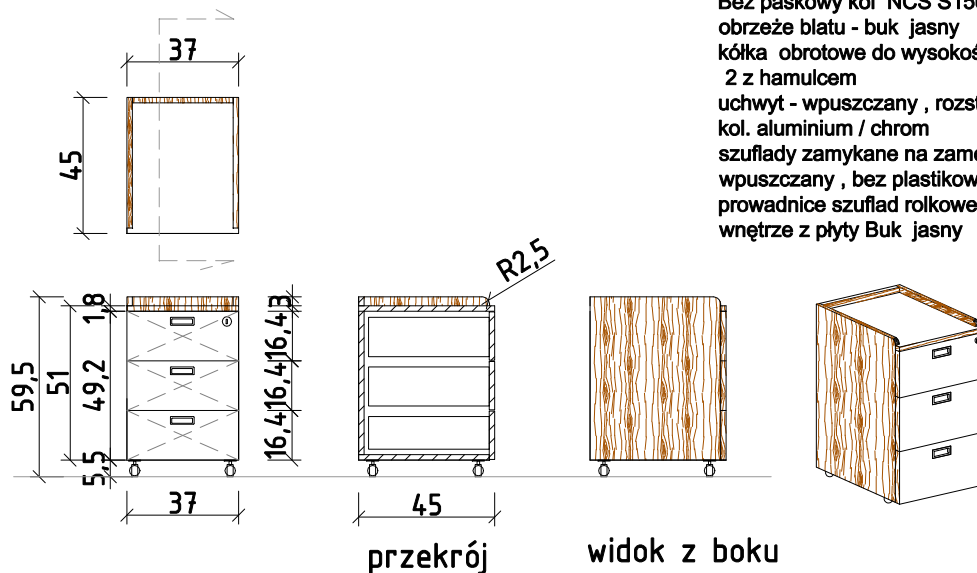 Bez paskowy kol NCS S150
obrzeże blatu - buk jasny
kółka obrotowe do wysokoś
2 z hamulcem
uchwyt - wpuszczany , rozst
kol. aluminium / chrom
szuflady zamykane na zame
wpuszczany , bez plastikow
prowadnice szuflad rolkowe
wnętrze z płyty Buk jasny
37
45
R2,5
59,5
51
1,8
49,2
5,5
3
16,4
16,4
16,4
37
45
przekrój
widok z boku